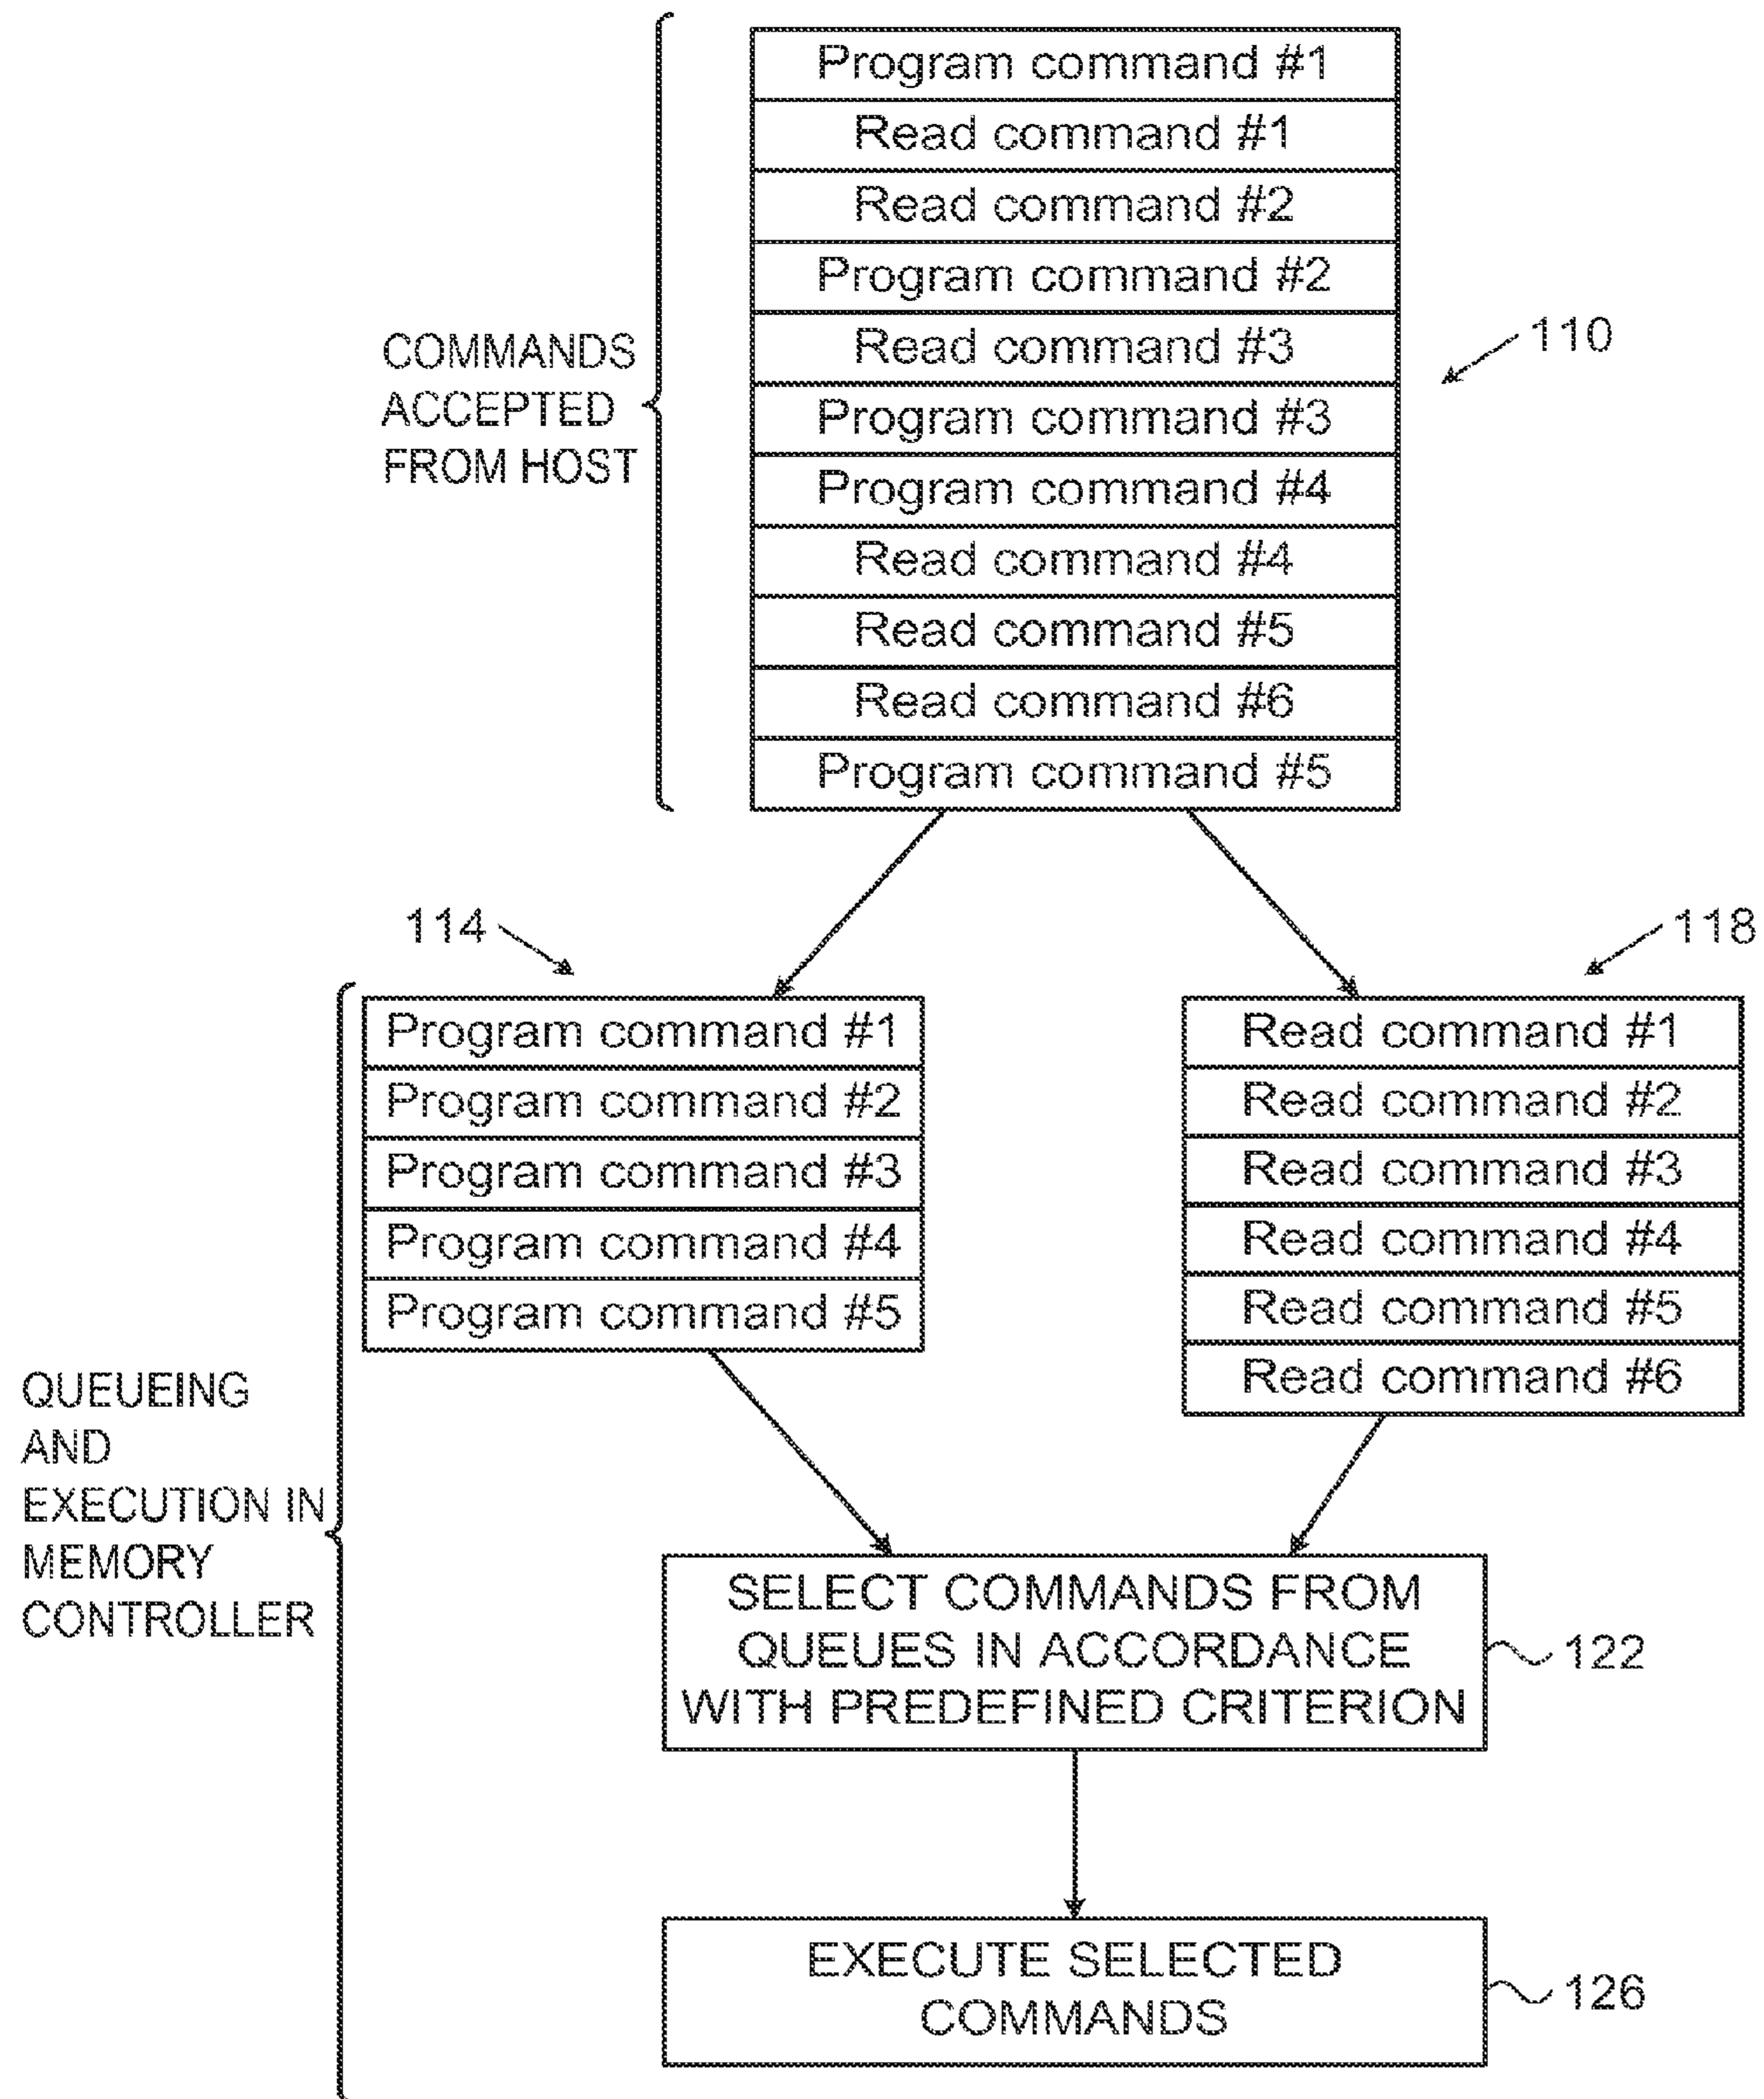 Program command #1
Read command #1
Read command #2
Program command #2
Read command #3
Program command #3
Program command #4
Read command #4
Read command #5
Read command #6
Program command #5
COMMANDS
ACCEPTED
FROM HOST
110
114
118
Program command #1
Program command #2
Program command #3
Program command #4
Program command #5
Read command #1
Read command #2
Read command #3
Read command #4
Read command #5
Read command #6
QUEUEING
AND
EXECUTION IN
MEMORY
CONTROLLER
SELECT COMMANDS FROM
QUEUES IN ACCORDANCE
WITH PREDEFINED CRITERION
122
EXECUTE SELECTED
COMMANDS
126